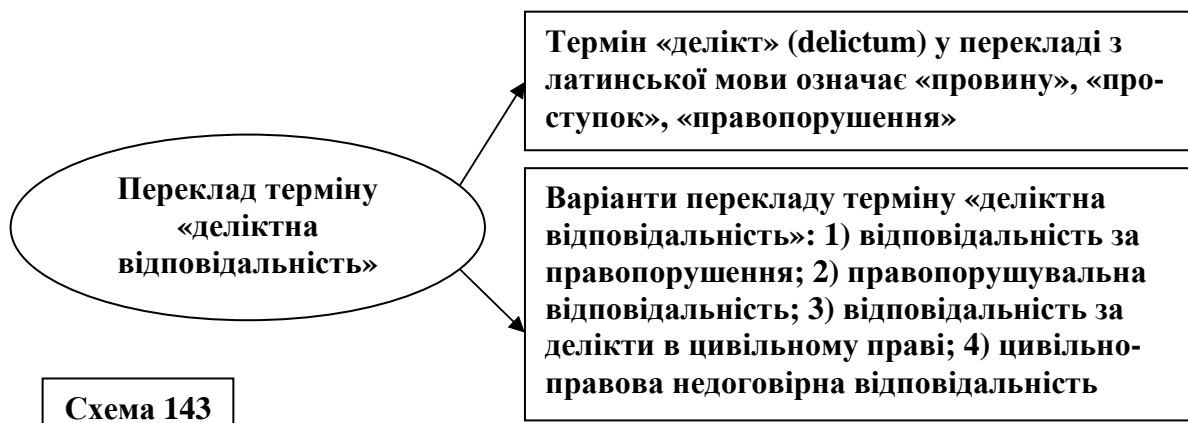 Термін «делікт» (delictum) у перекладі з
латинської мови означає «провину», «про-
ступок», «правопорушення»
Переклад терміну
«деліктна
відповідальність»
Варіанти перекладу терміну «деліктна
відповідальність»: 1) відповідальність за
правопорушення; 2) правопорушувальна
відповідальність; 3) відповідальність за
делікти в цивільному праві; 4) цивільно-
правова недоговірна відповідальність
Схема 143